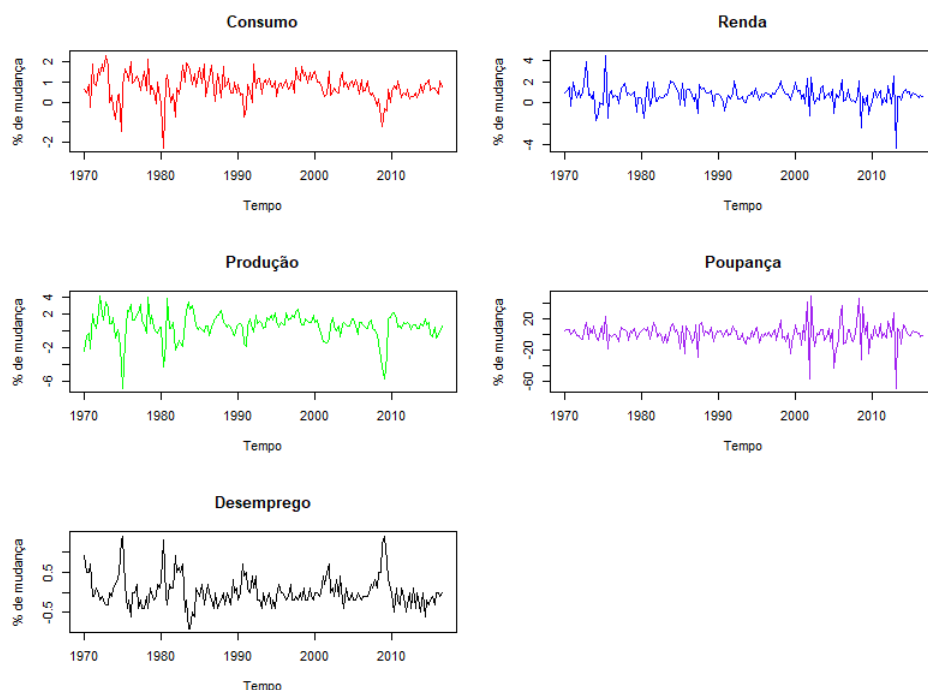 Consumo
% de mudança
2
1
0
-2
1970 1980 1990 2000 2010
Tempo
Renda
% de mudança
4
2
0
-4
1970 1980 1990 2000 2010
Tempo
Produção
% de mudança
4
2
-2
-6
1970 1980 1990 2000 2010
Tempo
Poupança
% de mudança
20
-20
-60
1970 1980 1990 2000 2010
Tempo
Desemprego
% de mudança
0.5
-0.5
1970 1980 1990 2000 2010
Tempo